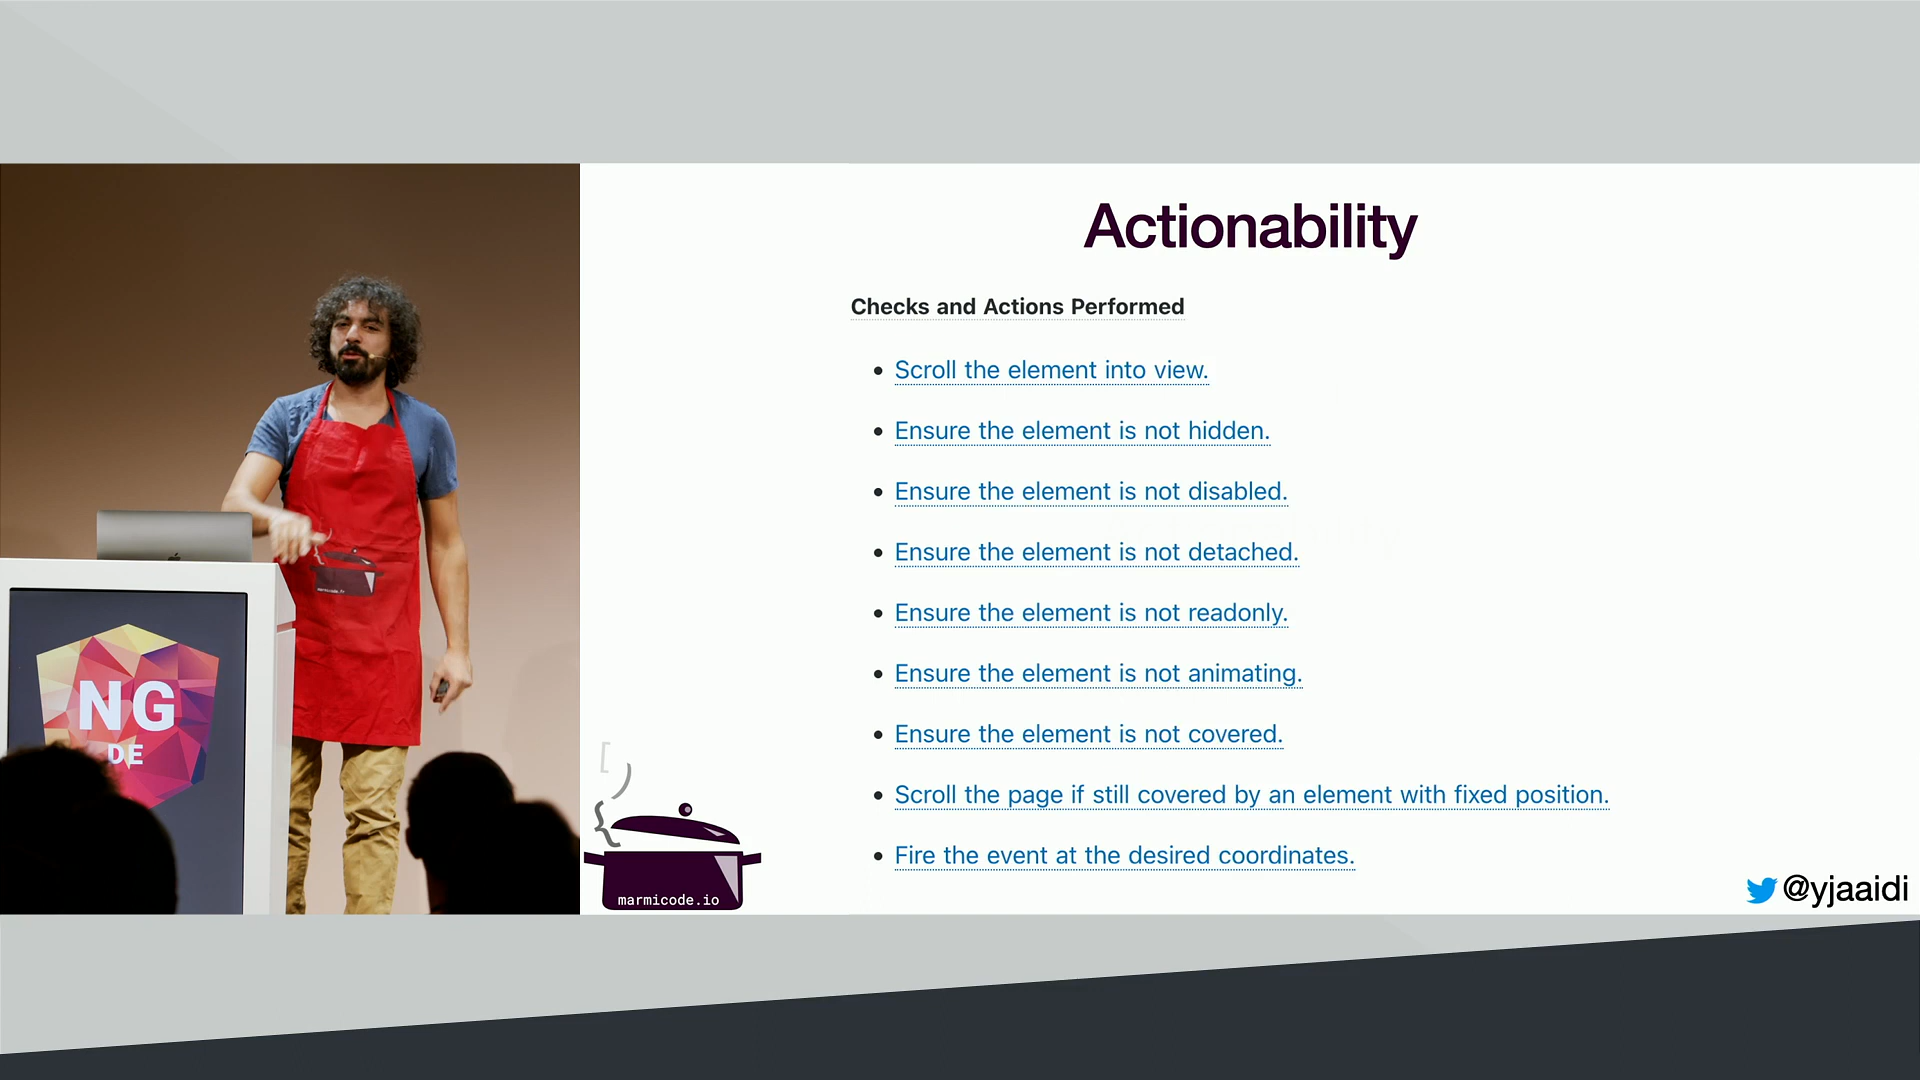 Actionability
Checks and Actions Performed
Scroll the element into view.
Ensure the element is not hidden.
Ensure the element is not disabled.
Ensure the element is not detached.
Ensure the element is not readonly.
Ensure the element is not animating.
Ensure the element is not covered.
Scroll the page if still covered by an element with fixed position.
Fire the event at the desired coordinates.
@yjaaidi
[
)
{
marmicode.io
marmicode.io
NG
DE